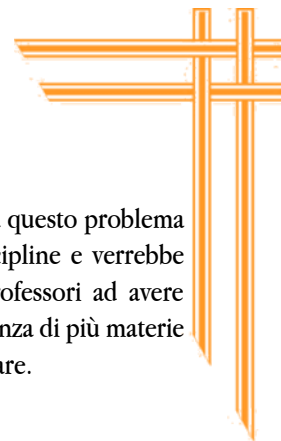 questo problema
cipline e verrebbe
ofessori ad avere
nza di più materie
are.